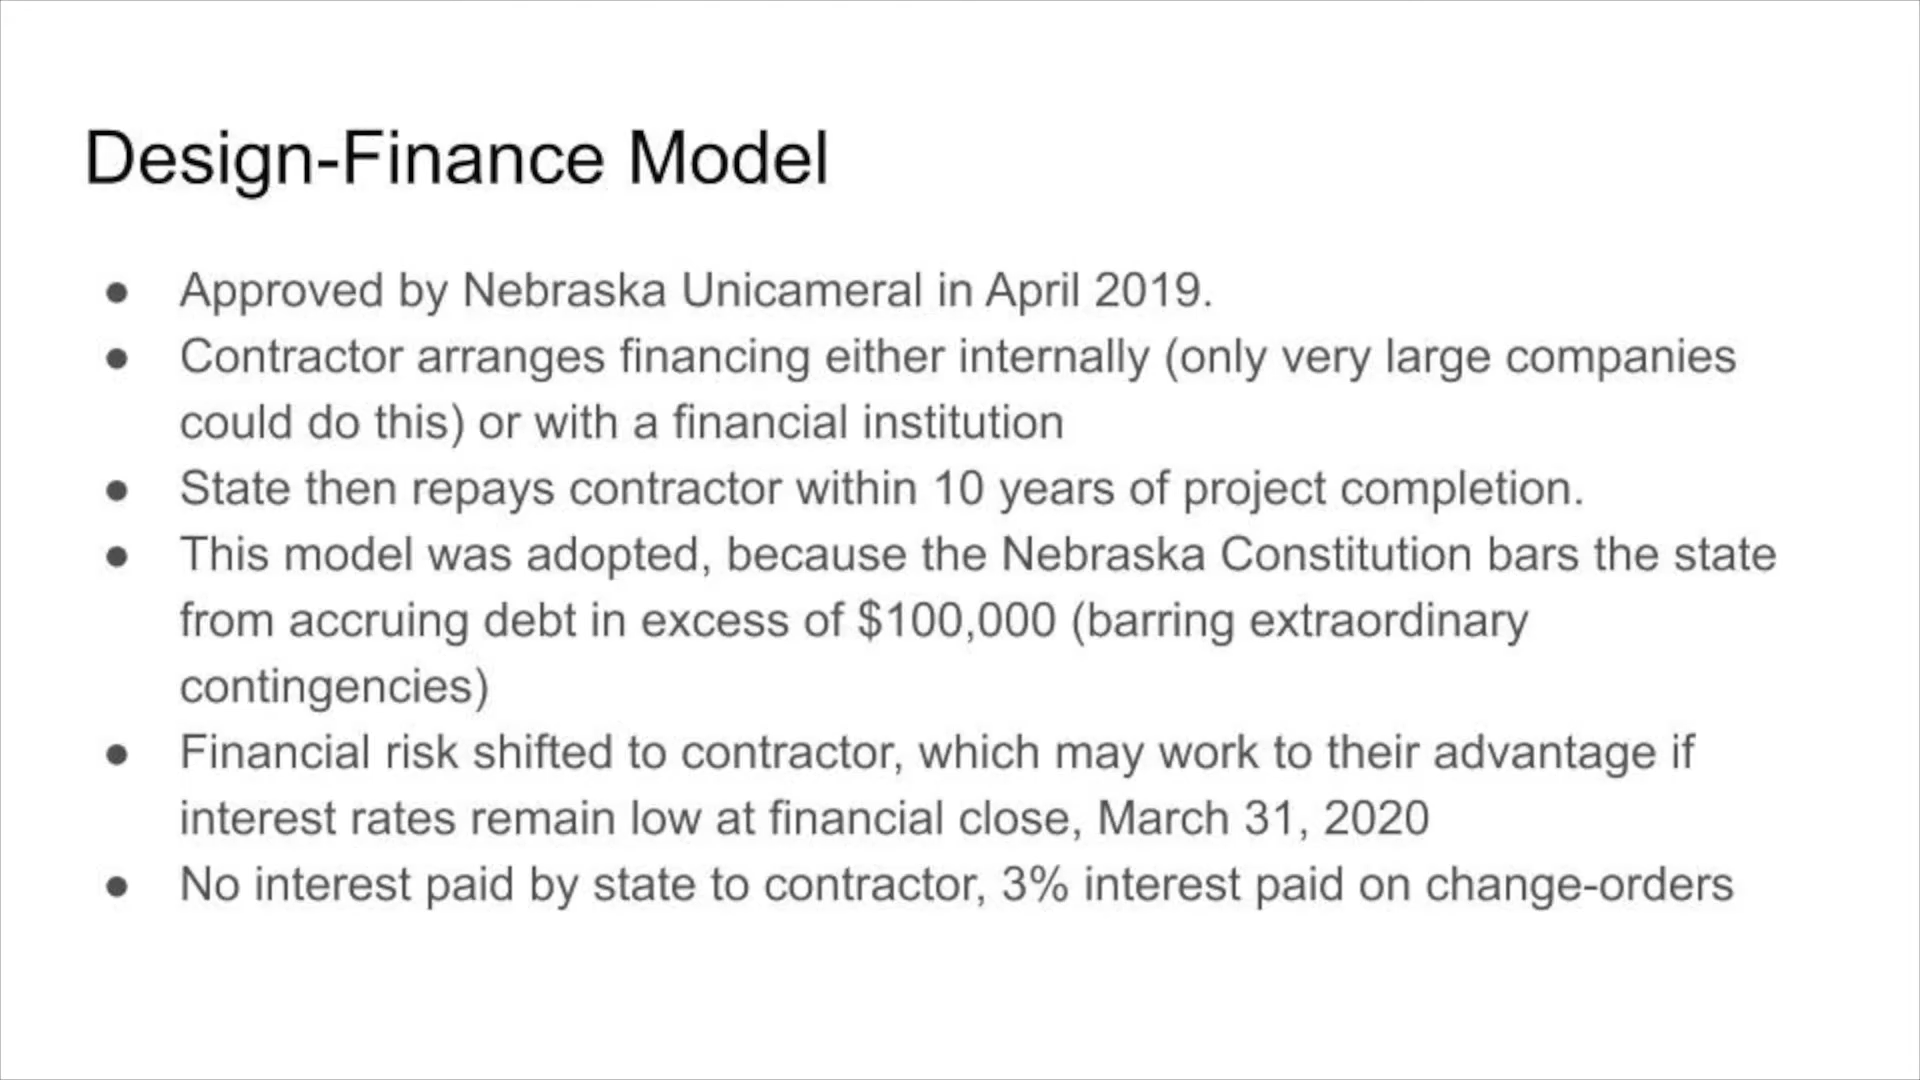 Design-Finance Model
● Approved by Nebraska Unicameral in April 2019.
● Contractor arranges financing either internally (only very large companies
could do this) or with a financial institution
● State then repays contractor within 10 years of project completion.
● This model was adopted, because the Nebraska Constitution bars the state
from accruing debt in excess of $100,000 (barring extraordinary
contingencies)
● Financial risk shifted to contractor, which may work to their advantage if
interest rates remain low at financial close, March 31, 2020
● No interest paid by state to contractor, 3% interest paid on change-orders